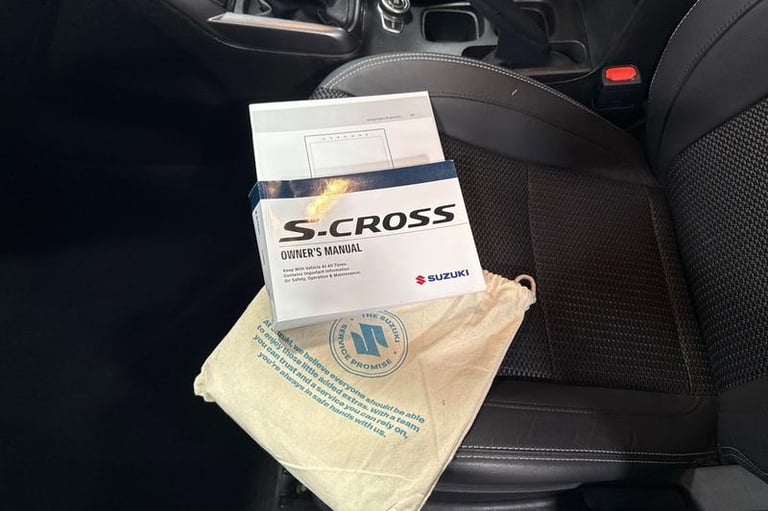 S-CROSS
OWNER'S MANUAL
Keep With Vehicle At All Times.
Contains Important Information
On Safety, Operation & Maintenance.
SUZUKI
THE SUZUKI
SERVICE PROMISE
At Suzuki, we believe everyone should be able
to enjoy those little added extras. With a team
you can trust and a service you can rely on,
you're always in safe hands with us.